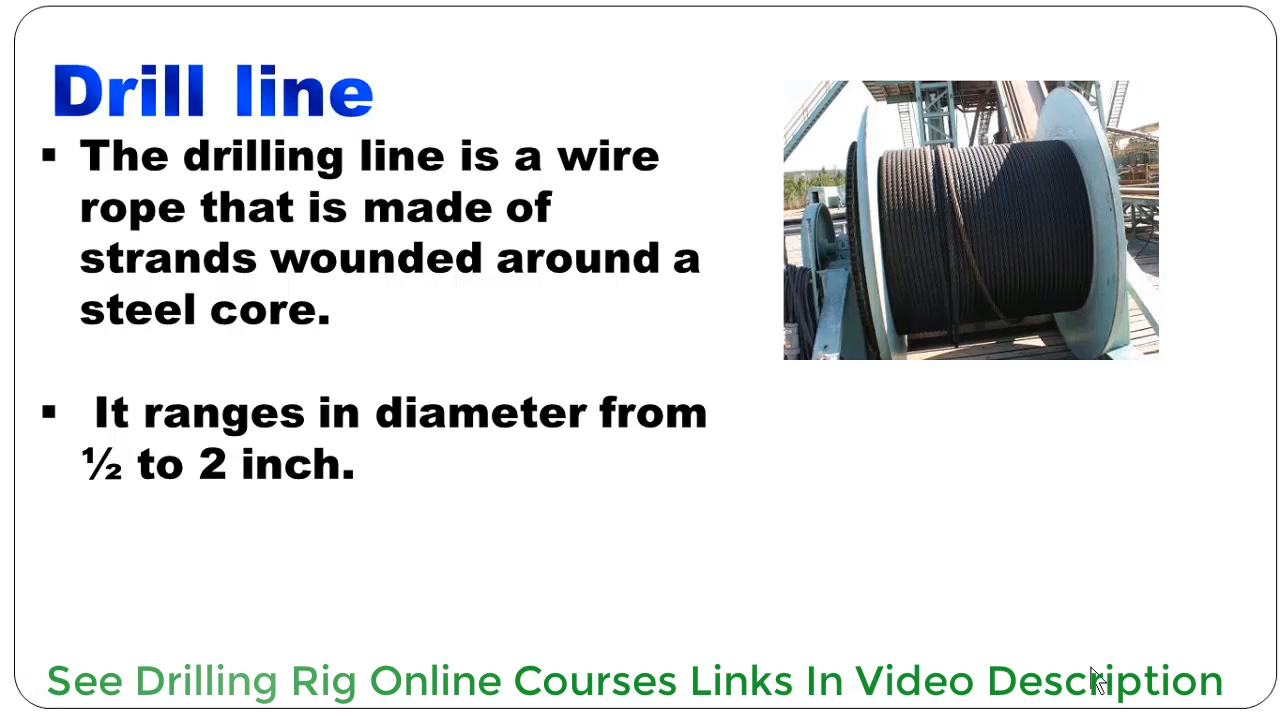 Drill line
▪ The drilling line is a wire
rope that is made of
strands wounded around a
steel core.
▪ It ranges in diameter from
½ to 2 inch.
See Drilling Rig Online Courses Links In Video Description